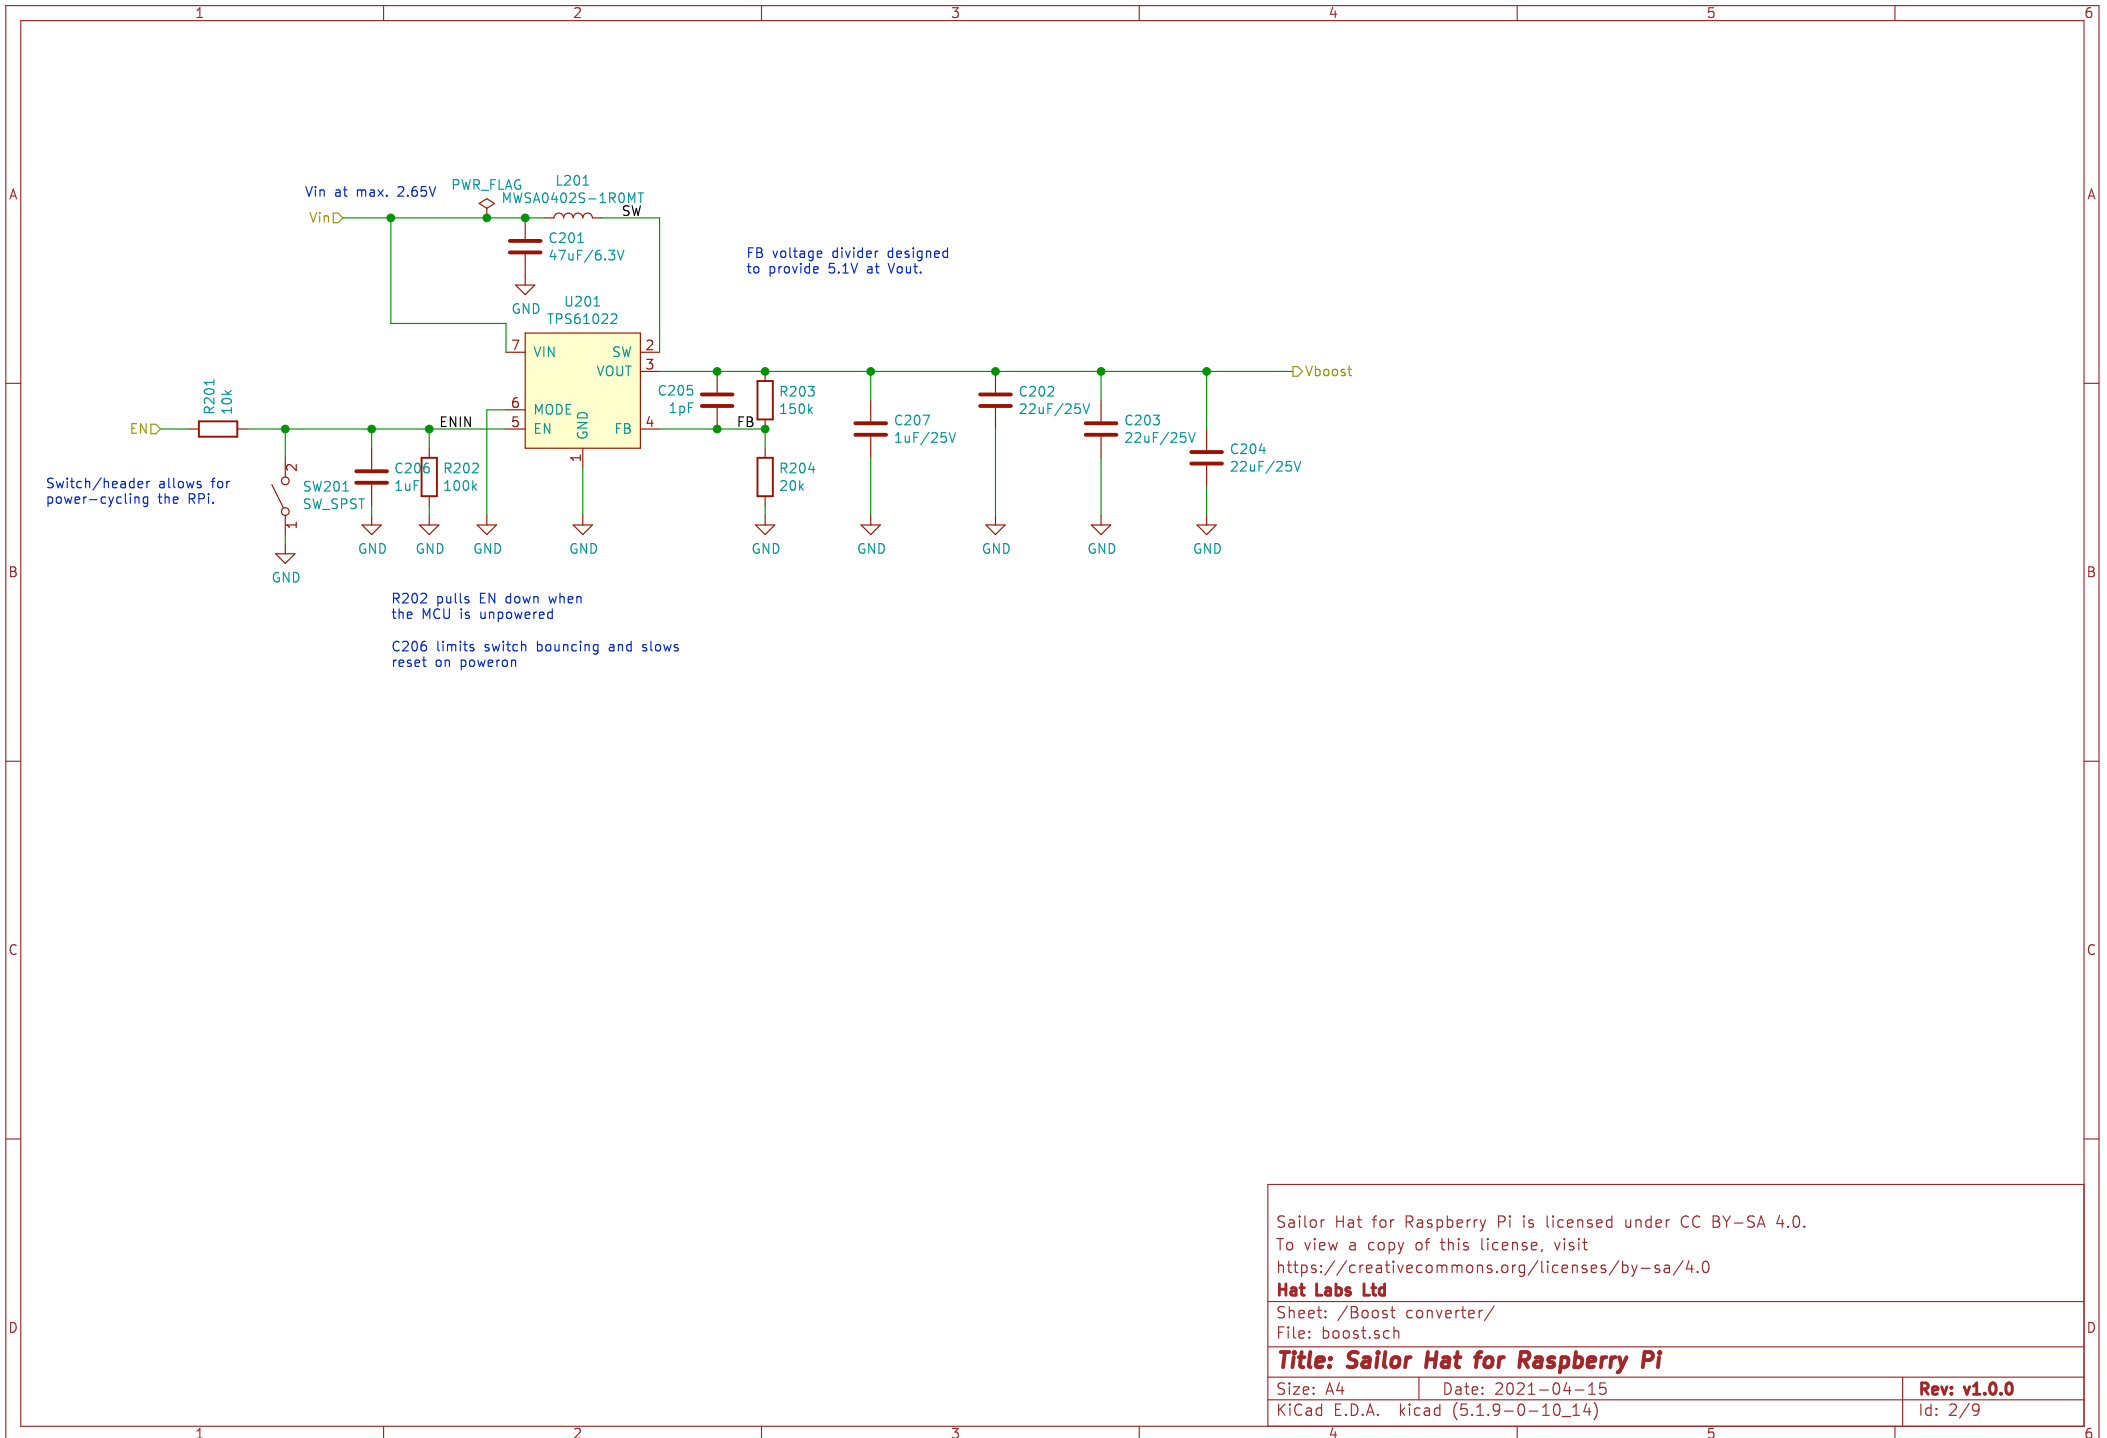 1 2 3 4 5 6
A
A
Vin at max. 2.65V
PWR_FLAG
L201
MWSA0402S-1R0MT
Vin
SW
C201
47uF/6.3V
GND
FB voltage divider designed
to provide 5.1V at Vout.
U201
TPS61022
7
VIN
SW
2
VOUT
3
6
MODE
5
EN
GND
1
FB
4
Vboost
R201
10k
EN
ENIN
C205
1pF
R203
150k
FB
C207
1uF/25V
C202
22uF/25V
C203
22uF/25V
C204
22uF/25V
Switch/header allows for
power-cycling the RPi.
2
SW201
SW_SPST
1
C206
1uF
R202
100k
R204
20k
GND
GND
GND
GND
GND
GND
GND
GND
GND
GND
B
B
R202 pulls EN down when
the MCU is unpowered
C206 limits switch bouncing and slows
reset on poweron
C
C
Sailor Hat for Raspberry Pi is licensed under CC BY-SA 4.0.
To view a copy of this license, visit
https://creativecommons.org/licenses/by-sa/4.0
Hat Labs Ltd
Sheet: /Boost converter/
File: boost.sch
D
D
Title: Sailor Hat for Raspberry Pi
Size: A4
Date: 2021-04-15
Rev: v1.0.0
KiCad E.D.A. kicad (5.1.9-0-10_14)
Id: 2/9
1 2 3 4 5 6